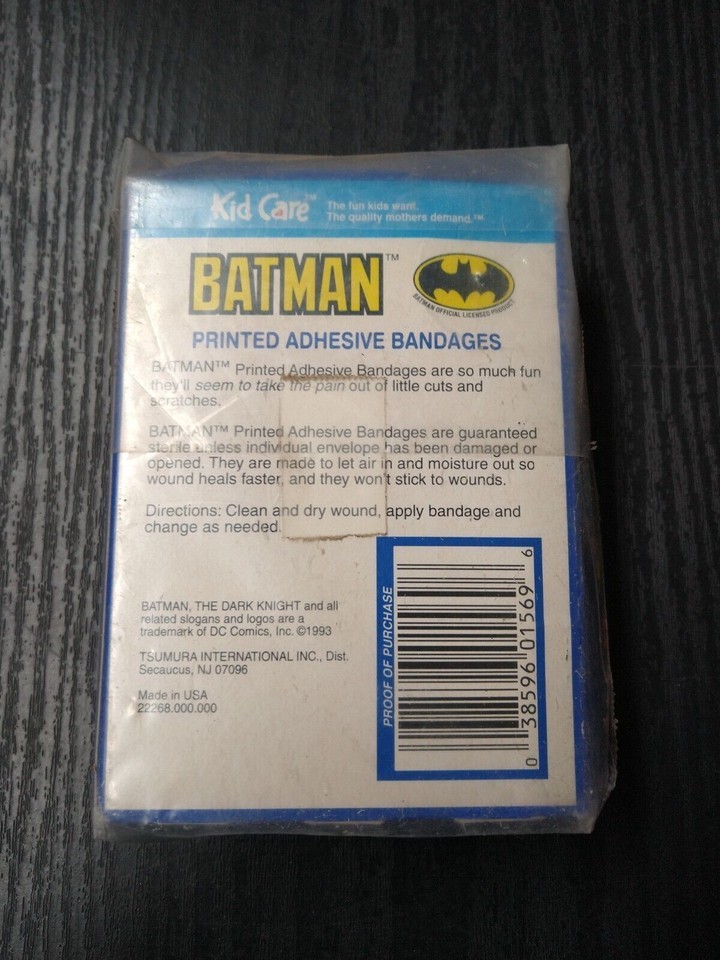 Kid Care™ The fun kids want.
The quality mothers demand.™
BATMAN™
BATMAN OFFICIAL LICENSED PRODUCT
PRINTED ADHESIVE BANDAGES
BATMAN™ Printed Adhesive Bandages are so much fun
they'll seem to take the pain out of little cuts and
scratches.
BATMAN™ Printed Adhesive Bandages are guaranteed
sterile unless individual envelope has been damaged or
opened. They are made to let air in and moisture out so
wound heals faster, and they won't stick to wounds.
Directions: Clean and dry wound, apply bandage and
change as needed.
BATMAN, THE DARK KNIGHT and all
related slogans and logos are a
trademark of DC Comics, Inc. ©1993
TSUMURA INTERNATIONAL INC., Dist.
Secaucus, NJ 07096
Made in USA
22268.000.000
PROOF OF PURCHASE
0 38596 01569 6